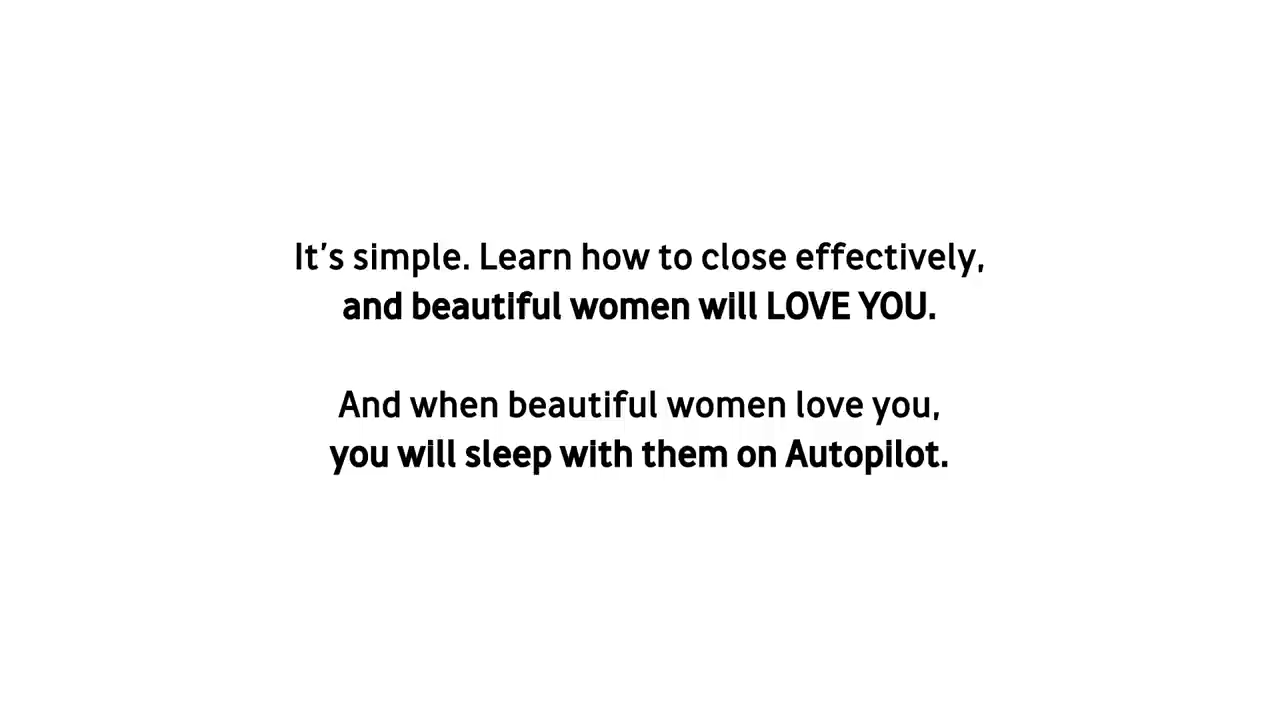 It’s simple. Learn how to close effectively,
and beautiful women will LOVE YOU.
And when beautiful women love you,
you will sleep with them on Autopilot.